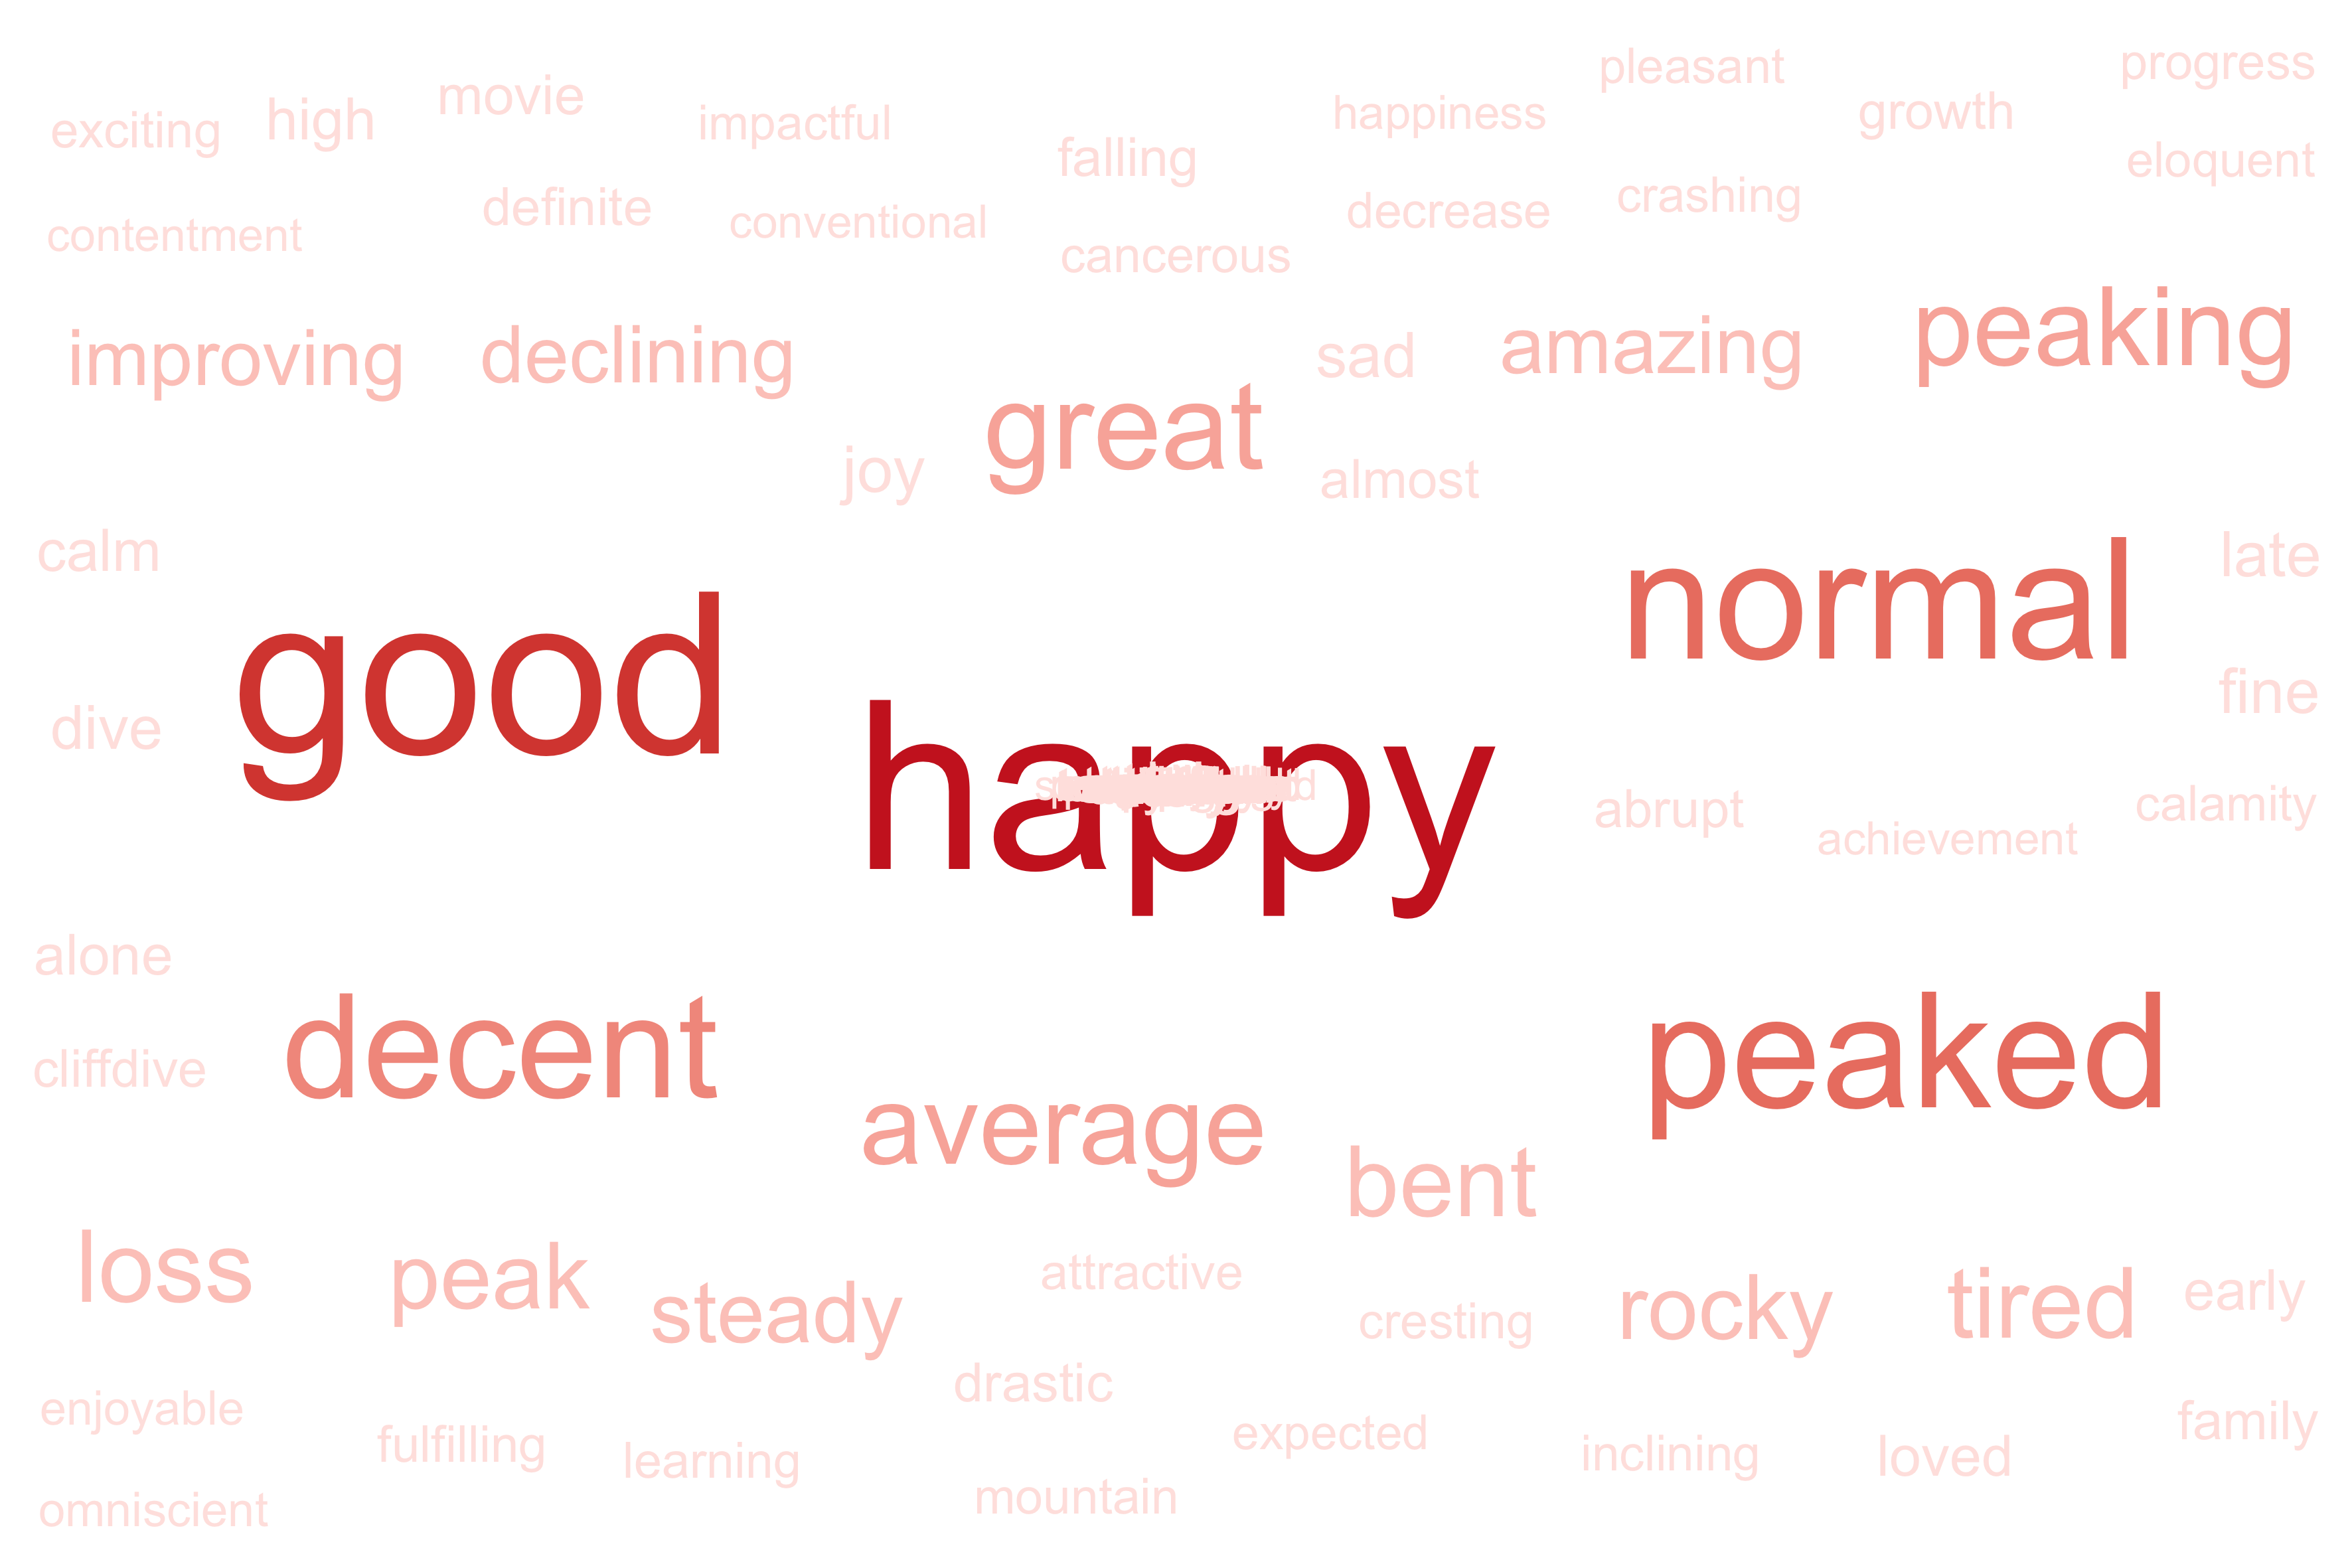 exciting
high
movie
impactful
falling
happiness
pleasant
growth
progress
contentment
definite
conventional
cancerous
decrease
crashing
eloquent
improving
declining
great
sad
amazing
peaking
joy
almost
calm
good
normal
late
dive
happy
fine
abrupt
achievement
calamity
alone
decent
peaked
cliffdive
average
bent
loss
peak
steady
attractive
cresting
rocky
tired
early
enjoyable
fulfilling
learning
drastic
expected
inclining
loved
family
omniscient
mountain